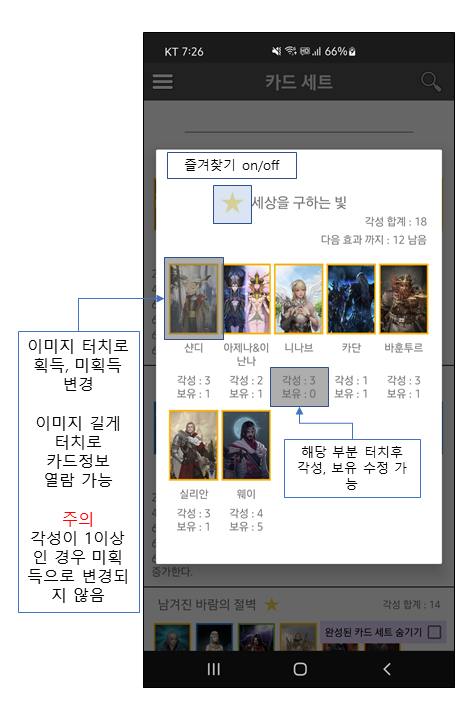 KT 7:26
66%
카드 세트
즐겨찾기 on/off
세상을 구하는 빛
각성 합계 : 18
다음 효과 까지 : 12 남음
샨디
아제나&이
난나
니나브
카단
바훈투르
각성 : 3
보유 : 1
각성 : 2
보유 : 1
각성 : 3
보유 : 0
각성 : 1
보유 : 1
각성 : 3
보유 : 1
실리안
웨이
각성 : 3
보유 : 1
각성 : 4
보유 : 5
이미지 터치로
획득, 미획득
변경
이미지 길게
터치로
카드정보
열람 가능
주의
각성이 1이상
인 경우 미획
득으로 변경되
지 않음
해당 부분 터치후
각성, 보유 수정 가
능
증가한다.
남겨진 바람의 절벽
각성 합계 : 14
완성된 카드 세트 숨기기